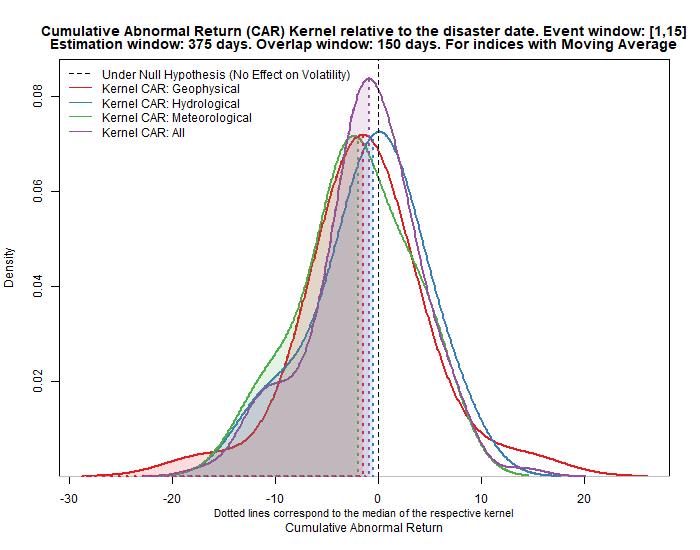 Cumulative Abnormal Return (CAR) Kernel relative to the disaster date. Event window: [1,15]
Estimation window: 375 days. Overlap window: 150 days. For indices with Moving Average
Under Null Hypothesis (No Effect on Volatility)
Kernel CAR: Geophysical
Kernel CAR: Hydrological
Kernel CAR: Meteorological
Kernel CAR: All
0.08
0.06
0.04
0.02
Density
-30 -20 -10 0 10 20
Dotted lines correspond to the median of the respective kernel
Cumulative Abnormal Return